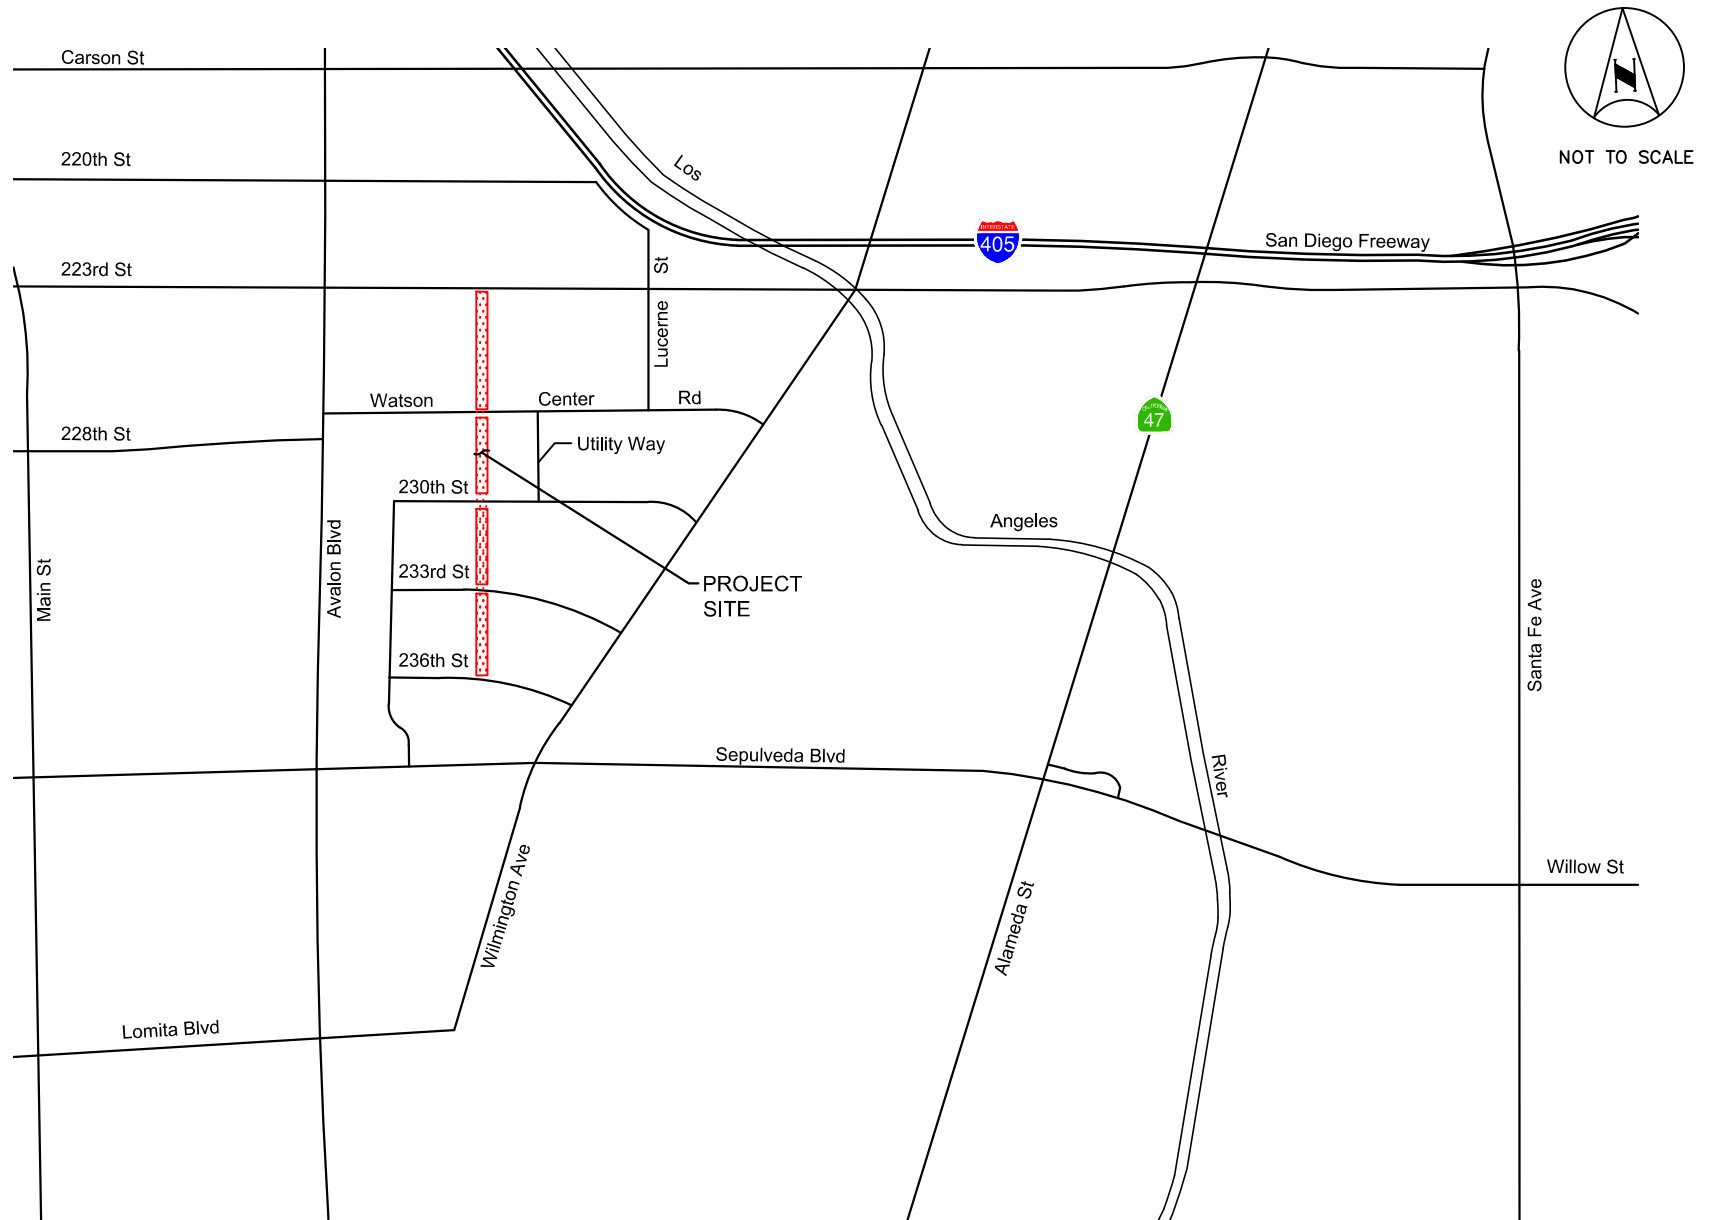 Carson St
N
NOT TO SCALE
220th St
Los
INTERSTATE
405
San Diego Freeway
223rd St
St
Lucerne
Watson
Center
Rd
CALIFORNIA
47
228th St
Utility Way
230th St
Angeles
Avalon Blvd
Main St
233rd St
PROJECT
SITE
Santa Fe Ave
236th St
Sepulveda Blvd
River
Willow St
Wilmington Ave
Alameda St
Lomita Blvd